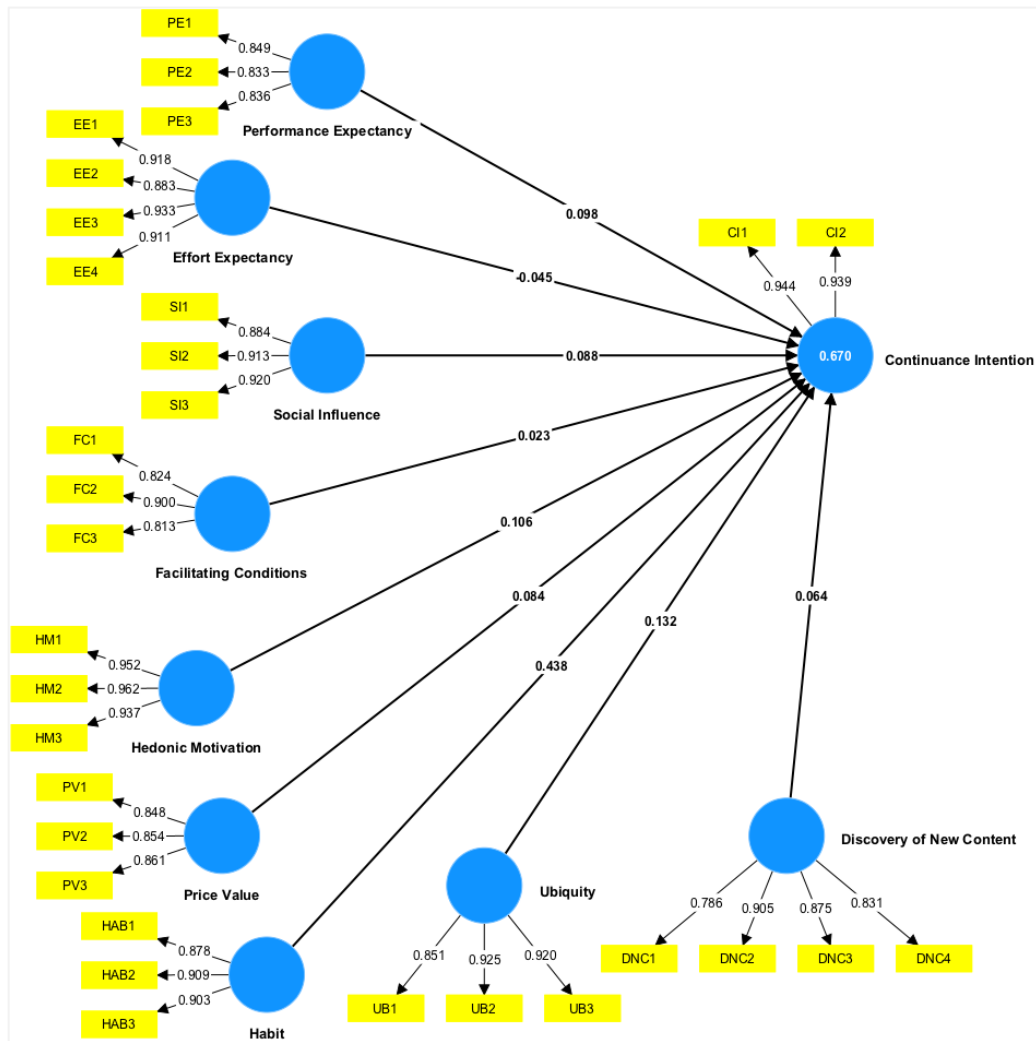 PE1
0.849
PE2
0.833
PE3
0.836
Performance Expectancy
EE1
0.918
EE2
0.883
EE3
0.933
EE4
0.911
Effort Expectancy
SI1
0.884
SI2
0.913
SI3
0.920
Social Influence
FC1
0.824
FC2
0.900
FC3
0.813
Facilitating Conditions
HM1
0.952
HM2
0.962
HM3
0.937
Hedonic Motivation
PV1
0.848
PV2
0.854
PV3
0.861
Price Value
HAB1
0.878
HAB2
0.909
HAB3
0.903
Habit
0.098
-0.045
0.088
0.023
0.106
0.084
0.438
0.132
0.064
CI1
CI2
0.944
0.939
0.670
Continuance Intention
Ubiquity
0.851
0.925
0.920
UB1
UB2
UB3
Discovery of New Content
0.786
0.905
0.875
0.831
DNC1
DNC2
DNC3
DNC4